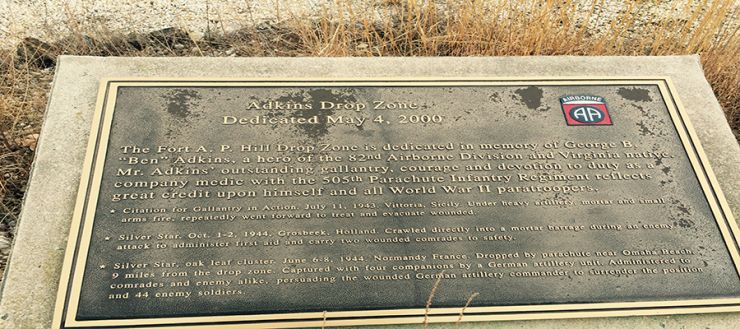 Adkins Drop Zone
Dedicated May 4, 2000
AIRBORNE
AA
The Fort A. P. Hill Drop Zone is dedicated in memory of George B.
"Ben" Adkins, a hero of the 82nd Airborne Division and Virginia native.
Mr. Adkins' outstanding gallantry, courage and devotion to duty as a
company medic with the 505th Parachute Infantry Regiment reflects
great credit upon himself and all World War II paratroopers.
★ Citation for Gallantry in Action, July 11, 1943, Vittoria, Sicily. Under heavy artillery, mortar and small
arms fire, repeatedly went forward to treat and evacuate wounded.
★ Silver Star, Oct. 1-2, 1944, Grosbeek, Holland. Crawled directly into a mortar barrage during an enemy
attack to administer first aid and carry two wounded comrades to safety.
★ Silver Star, oak leaf cluster, June 6-8, 1944, Normandy France. Dropped by parachute near Omaha Beach,
9 miles from the drop zone. Captured with four companions by a German artillery unit. Administered to
comrades and enemy alike, persuading the wounded German artillery commander to surrender the position
and 44 enemy soldiers.